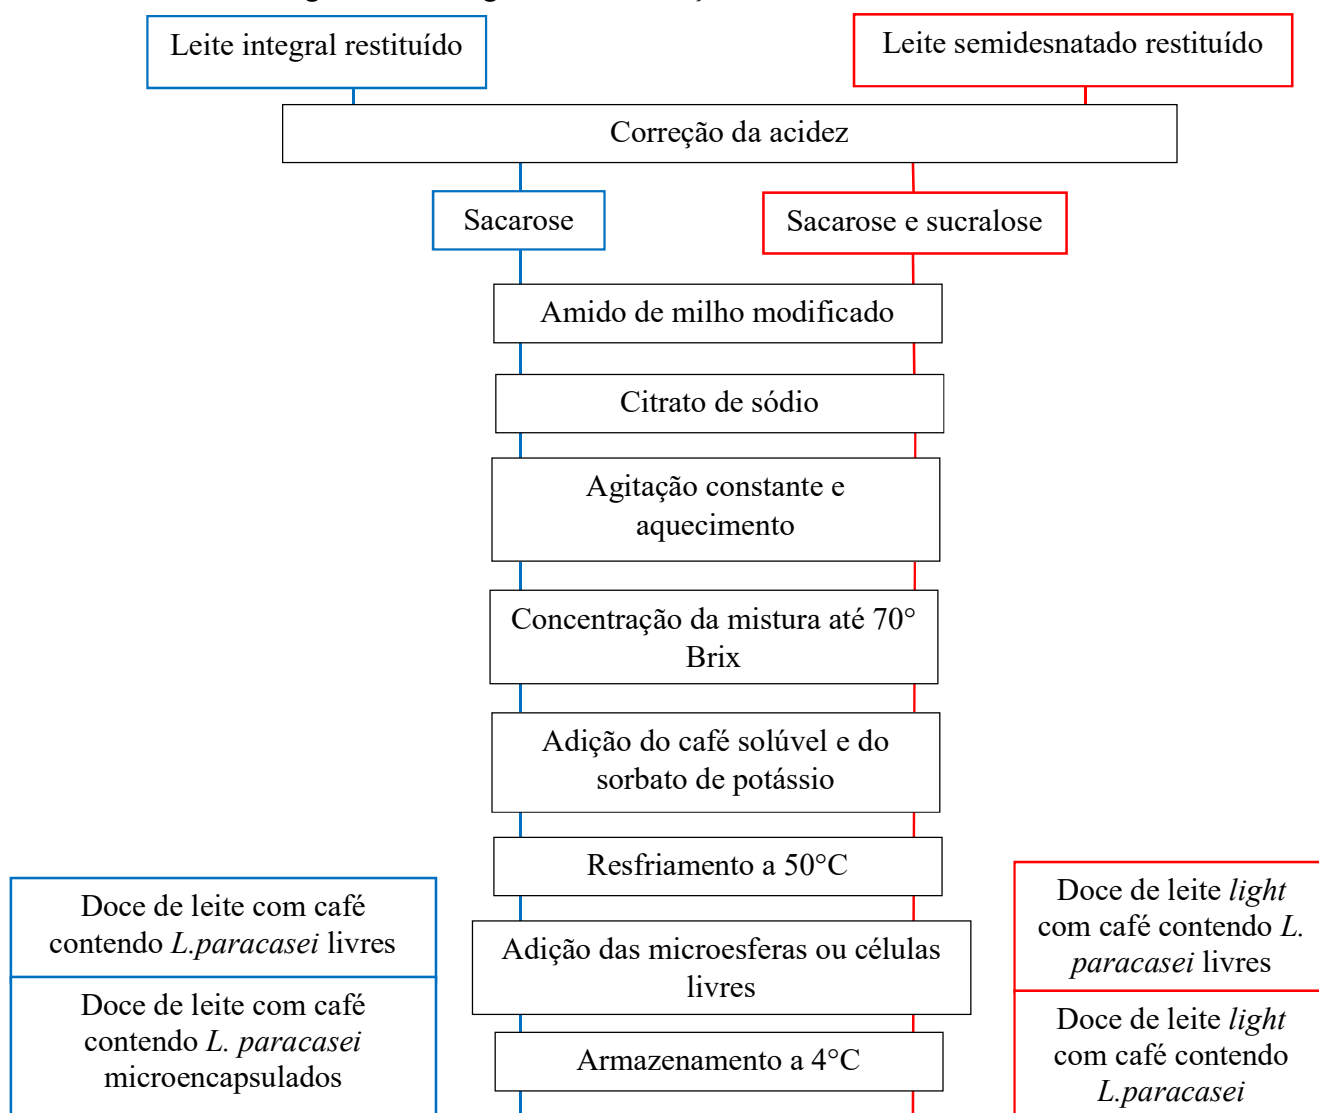 Leite integral restituído
Leite semidesnatado restituído
Correção da acidez
Sacarose
Sacarose e sucralose
Amido de milho modificado
Citrato de sódio
Agitação constante e
aquecimento
Concentração da mistura até 70°
Brix
Adição do café solúvel e do
sorbato de potássio
Resfriamento a 50°C
Doce de leite com café
contendo L.paracasei livres
Doce de leite light
com café contendo L.
paracasei livres
Adição das microesferas ou células
livres
Doce de leite com café
contendo L. paracasei
microencapsulados
Armazenamento a 4°C
Doce de leite light
com café contendo
L.paracasei